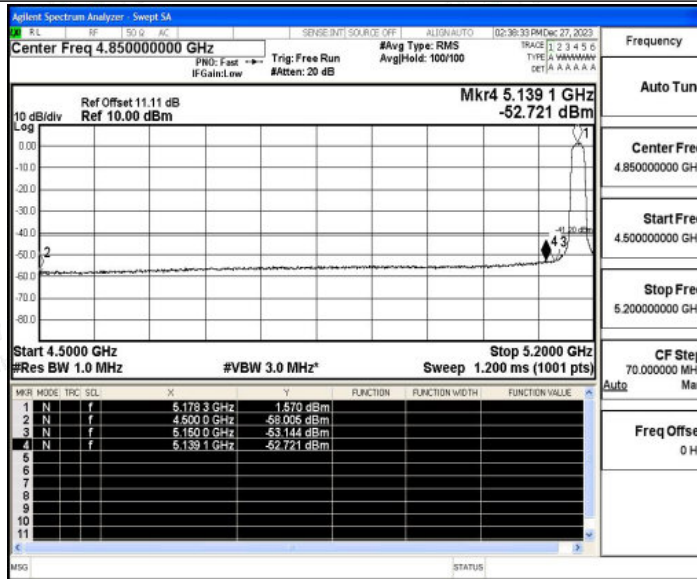 Agilent Spectrum Analyzer - Swept SA
RL RF 50 Ω AC SENSE:INT SOURCE OFF ALIGN AUTO 02:38:33 PM Dec 27, 2023
Center Freq 4.850000000 GHz
PNO: Fast
IFGain:Low
Trig: Free Run
#Atten: 20 dB
#Avg Type: RMS
Avg|Hold: 100/100
TRACE 1 2 3 4 5 6
TYPE A WWWWW
DET A A A A A A
Ref Offset 11.11 dB
10 dB/div Ref 10.00 dBm
Log
Mkr4 5.139 1 GHz
-52.721 dBm
0.00
-10.0
-20.0
-30.0
-40.0
-50.0
-60.0
-70.0
-80.0
1
-41.20 dBm
2
4 3
Start 4.5000 GHz Stop 5.2000 GHz
#Res BW 1.0 MHz #VBW 3.0 MHz* Sweep 1.200 ms (1001 pts)
MKR MODE TRC SCL X Y FUNCTION FUNCTION WIDTH FUNCTION VALUE
1 N f 5.178 3 GHz 1.570 dBm
2 N f 4.500 0 GHz -58.005 dBm
3 N f 5.150 0 GHz -53.144 dBm
4 N f 5.139 1 GHz -52.721 dBm
5
6
7
8
9
10
11
MSG STATUS
Frequency
Auto Tun
Center Fre
4.850000000 GH
Start Fre
4.500000000 GH
Stop Fre
5.200000000 GH
CF Step
70.000000 MH
Auto Ma
Freq Offse
0 H